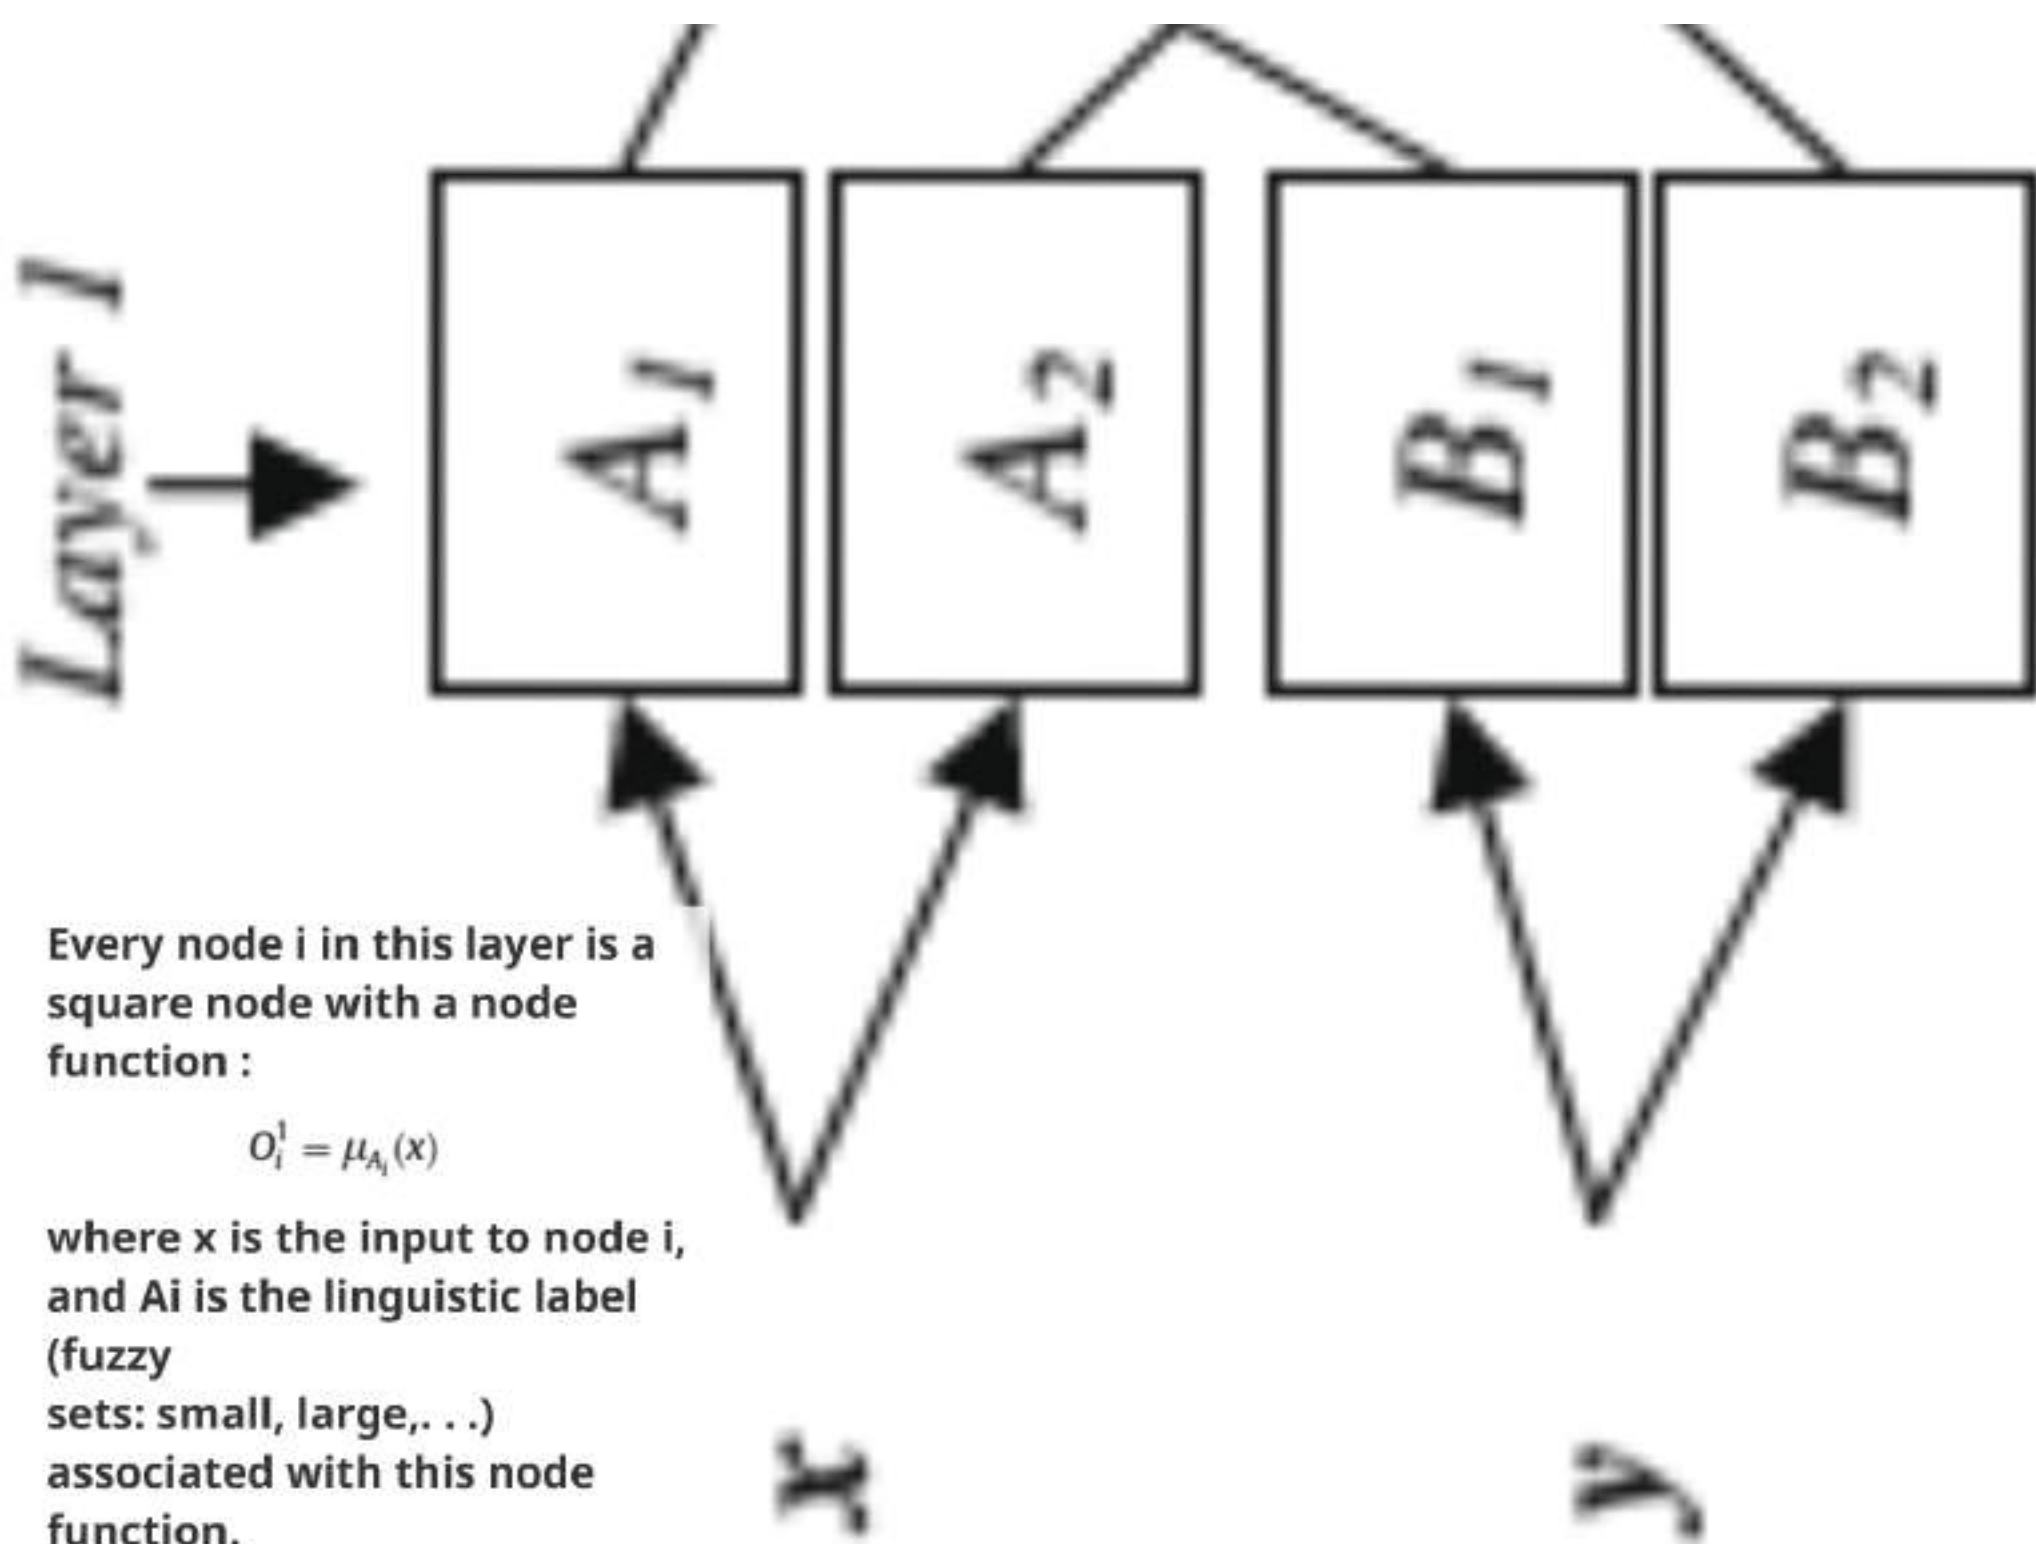 Layer 1
A1
A2
B1
B2
Every node i in this layer is a
square node with a node
function :
O_i^1 = μ_{A_i}(x)
where x is the input to node i,
and Ai is the linguistic label
(fuzzy
sets: small, large,. . .)
associated with this node
function.
x
y